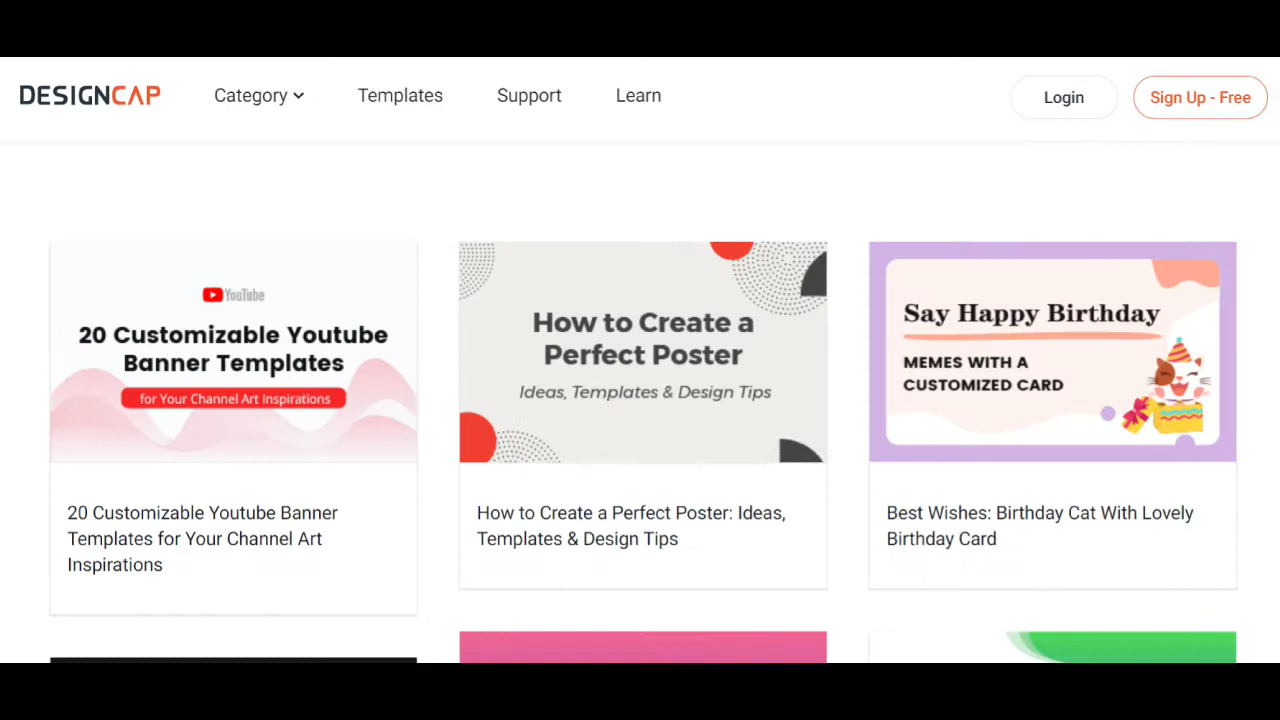 DESIGNCAP
Category
Templates
Support
Learn
Login
Sign Up - Free
YouTube
20 Customizable Youtube
Banner Templates
for Your Channel Art Inspirations
How to Create a
Perfect Poster
Ideas, Templates & Design Tips
Say Happy Birthday
MEMES WITH A
CUSTOMIZED CARD
20 Customizable Youtube Banner
Templates for Your Channel Art
Inspirations
How to Create a Perfect Poster: Ideas,
Templates & Design Tips
Best Wishes: Birthday Cat With Lovely
Birthday Card